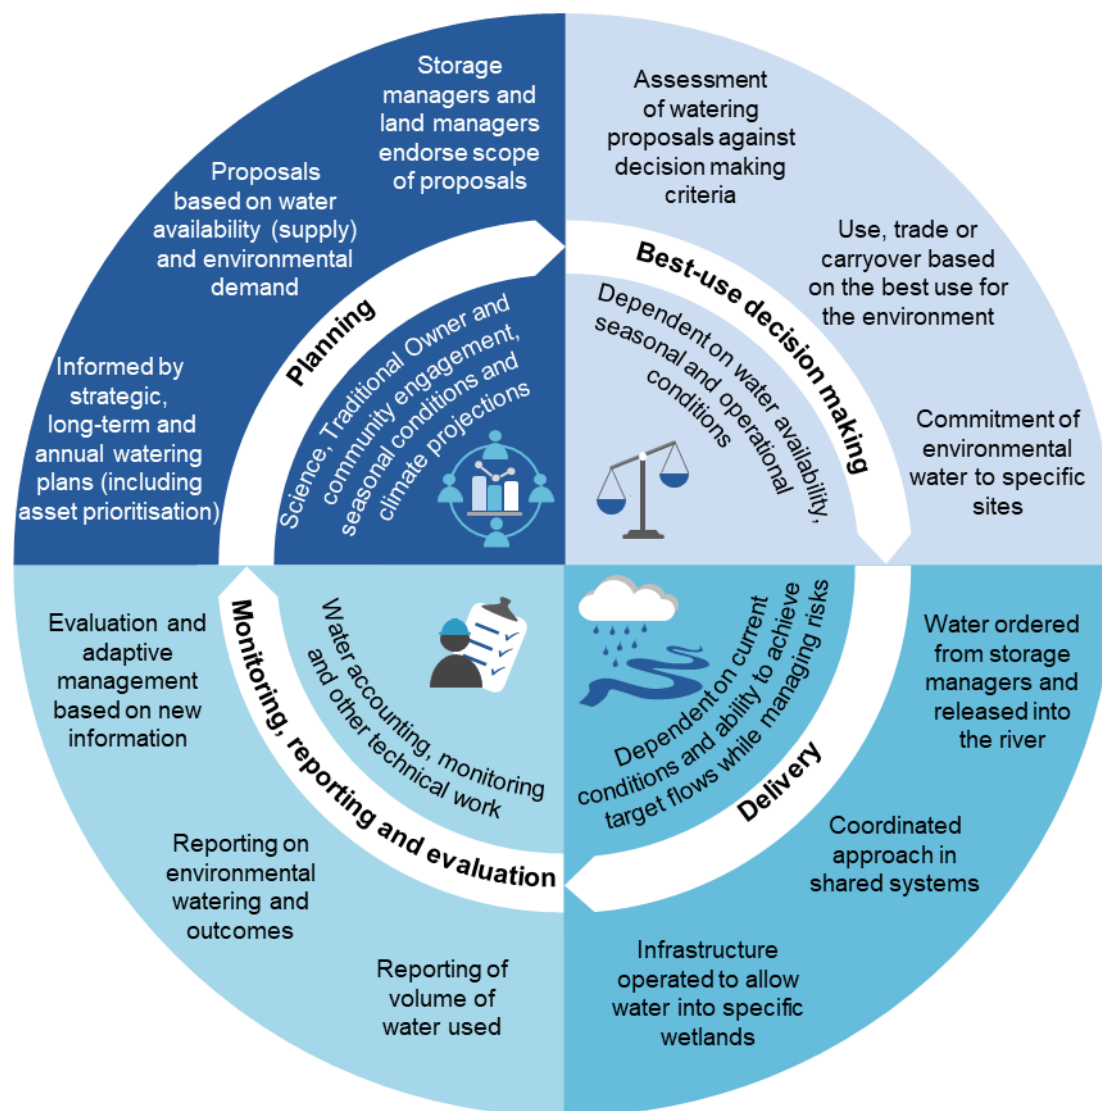 Storage
managers and
land managers
endorse scope
of proposals
Proposals
based on water
availability (supply)
and environmental
demand
Informed by
strategic,
long-term and
annual watering
plans (including
asset prioritisation)
Planning
Science, Traditional Owner and
community engagement,
seasonal conditions and
climate projections
Assessment
of watering
proposals against
decision making
criteria
Use, trade or
carryover based
on the best use for
the environment
Commitment of
environmental
water to specific
sites
Best-use decision making
Dependent on water availability,
seasonal and operational
conditions
Water ordered
from storage
managers and
released into
the river
Coordinated
approach in
shared systems
Infrastructure
operated to allow
water into specific
wetlands
Delivery
Dependent on current
conditions and ability to achieve
target flows while managing risks
Reporting of
volume of
water used
Reporting on
environmental
watering and
outcomes
Evaluation and
adaptive
management
based on new
information
Monitoring, reporting and evaluation
Water accounting, monitoring
and other technical work